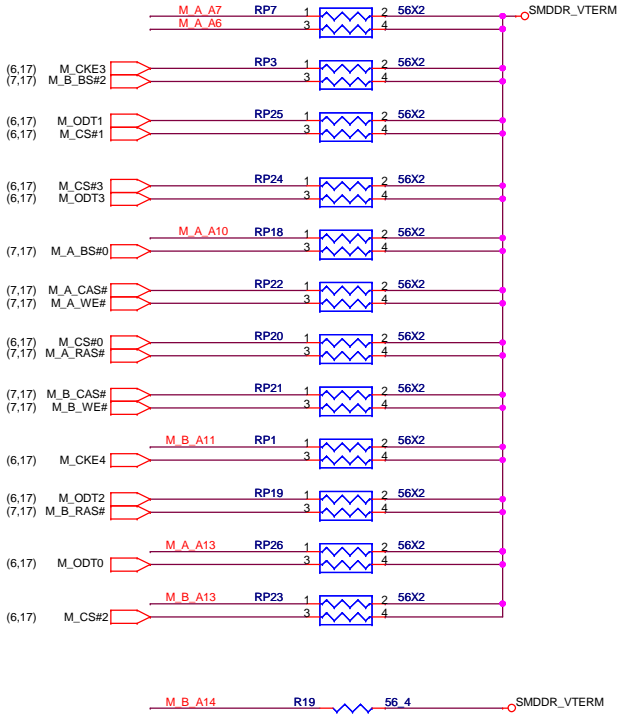 M_A_A7 RP7 1 2 56X2 SMDDR_VTERM
M_A_A6 3 4
(6,17) M_CKE3 RP3 1 2 56X2
(7,17) M_B_BS#2 3 4
(6,17) M_ODT1 RP25 1 2 56X2
(6,17) M_CS#1 3 4
(6,17) M_CS#3 RP24 1 2 56X2
(6,17) M_ODT3 3 4
M_A_A10 RP18 1 2 56X2
(7,17) M_A_BS#0 3 4
(7,17) M_A_CAS# RP22 1 2 56X2
(7,17) M_A_WE# 3 4
(6,17) M_CS#0 RP20 1 2 56X2
(7,17) M_A_RAS# 3 4
(7,17) M_B_CAS# RP21 1 2 56X2
(7,17) M_B_WE# 3 4
M_B_A11 RP1 1 2 56X2
(6,17) M_CKE4 3 4
(6,17) M_ODT2 RP19 1 2 56X2
(7,17) M_B_RAS# 3 4
M_A_A13 RP26 1 2 56X2
(6,17) M_ODT0 3 4
M_B_A13 RP23 1 2 56X2
(6,17) M_CS#2 3 4
M_B_A14 R19 56_4 SMDDR_VTERM